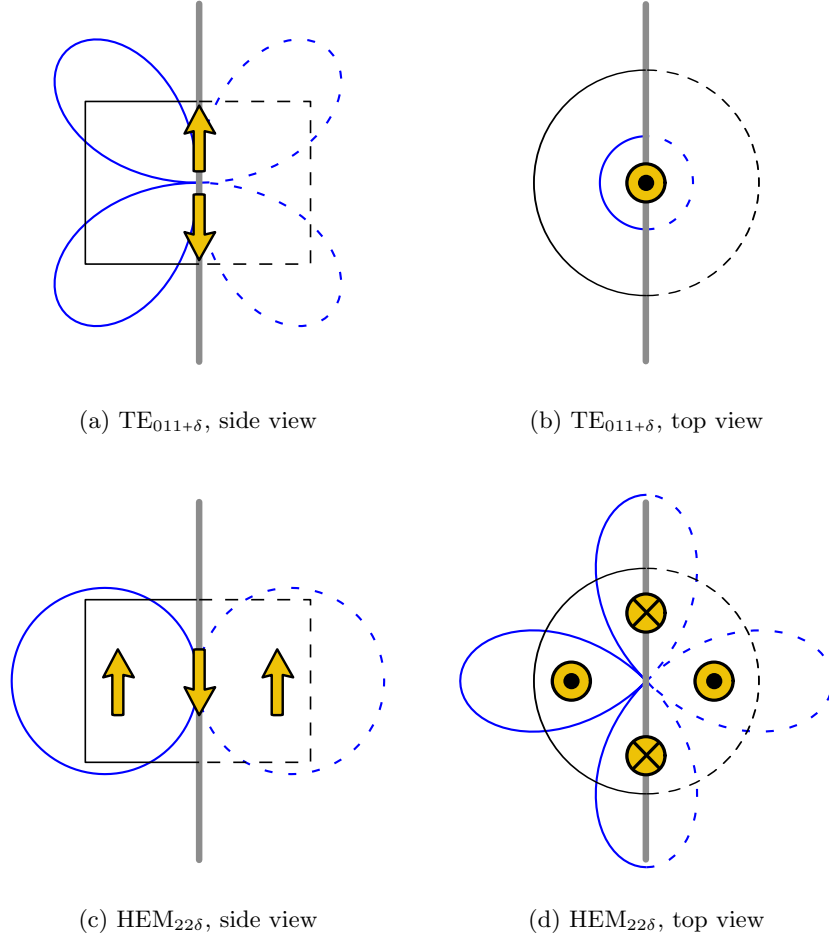 (a) TE₀₁₁₊δ, side view
(b) TE₀₁₁₊δ, top view
(c) HEM₂₂δ, side view
(d) HEM₂₂δ, top view